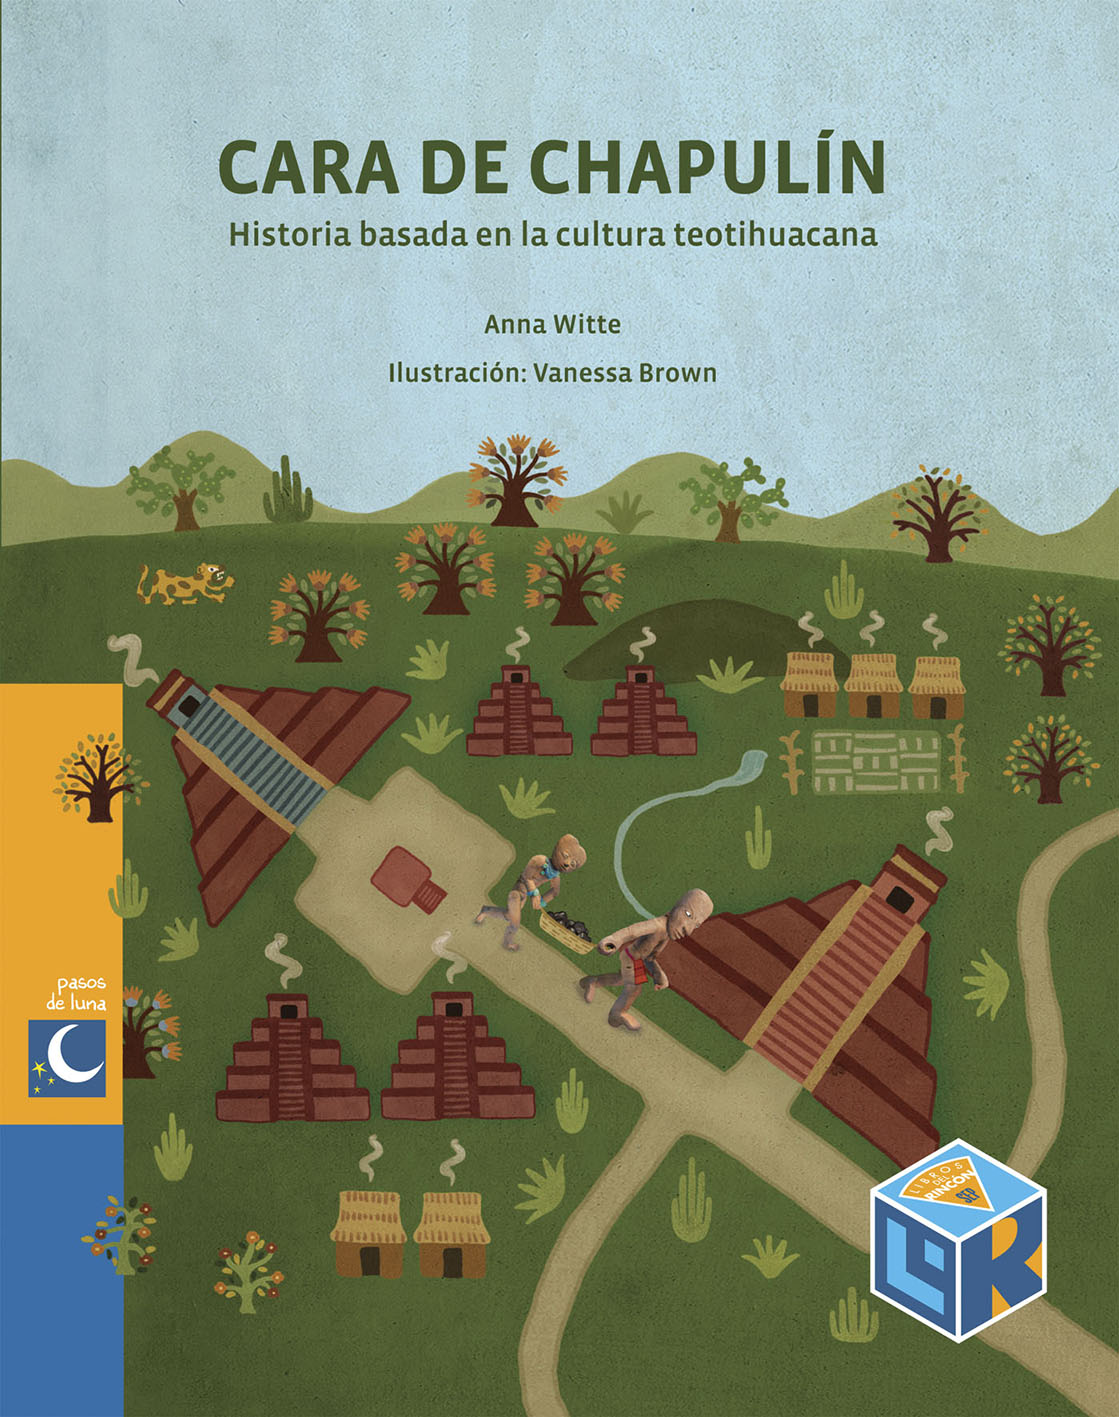 CARA DE CHAPULÍN
Historia basada en la cultura teotihuacana
Anna Witte
Ilustración: Vanessa Brown
pasos
de luna
LIBROS
DEL
RINCÓN
SEP
LR